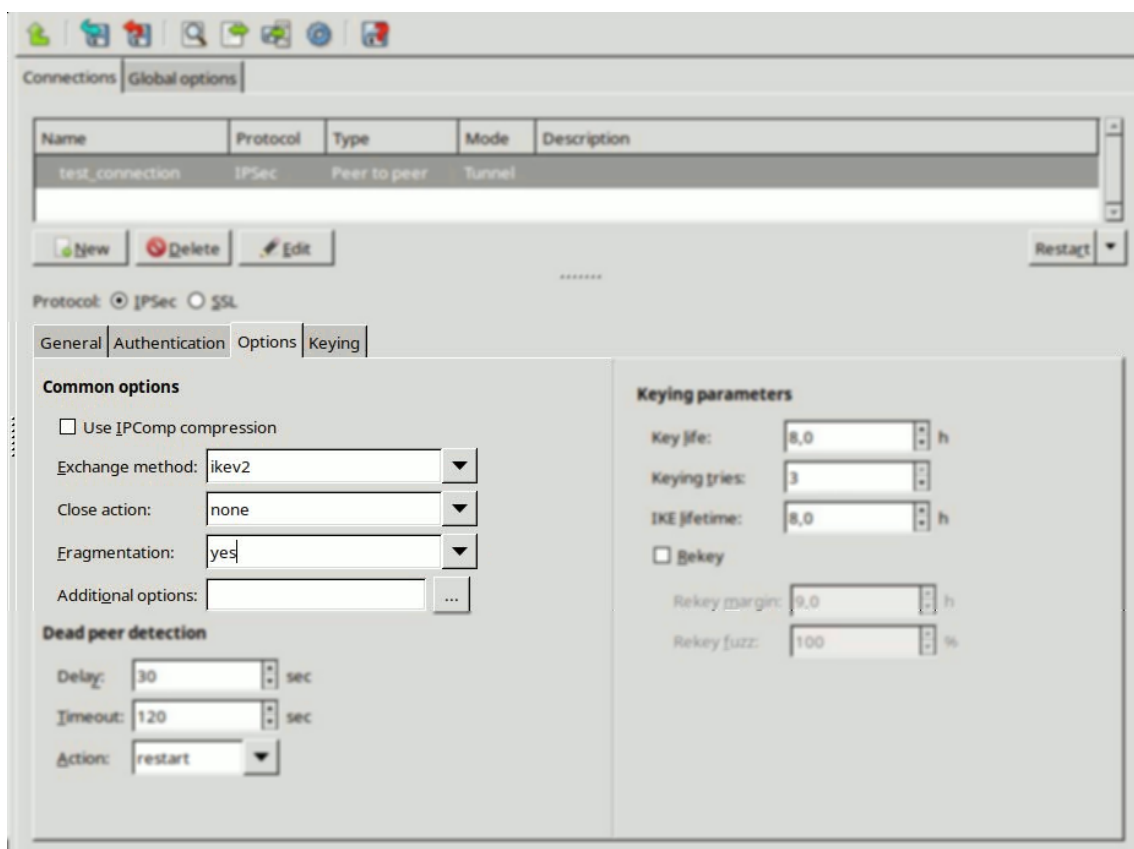 Connections Global options
Name Protocol Type Mode Description
test_connection IPSec Peer to peer Tunnel
New Delete Edit Restart
Protocol: IPSec SSL
General Authentication Options Keying
Common options
Use IPComp compression
Exchange method: ikev2
Close action: none
Fragmentation: yes
Additional options: ...
Dead peer detection
Delay: 30 sec
Timeout: 120 sec
Action: restart
Keying parameters
Key life: 8,0 h
Keying tries: 3
IKE lifetime: 8,0 h
Rekey
Rekey margin: 9,0 h
Rekey fuzz: 100 %